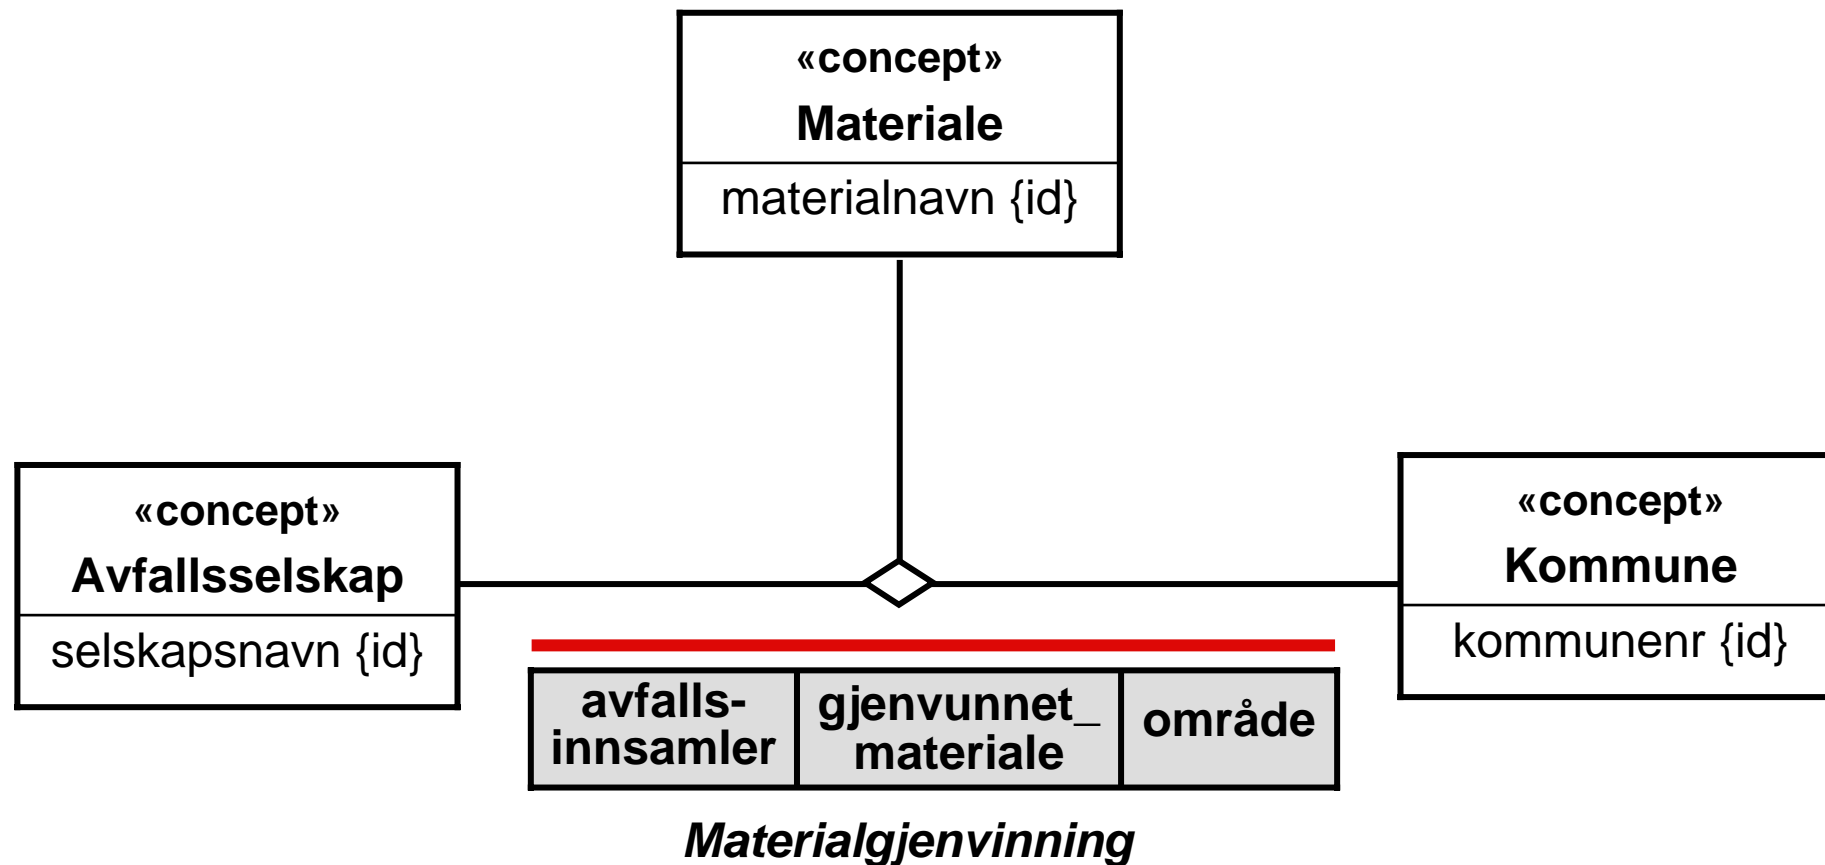 «concept»
Materiale
materialnavn {id}
«concept»
Avfallsselskap
selskapsnavn {id}
«concept»
Kommune
kommunenr {id}
avfalls-
innsamler
gjenvunnet_
materiale
område
Materialgjenvinning